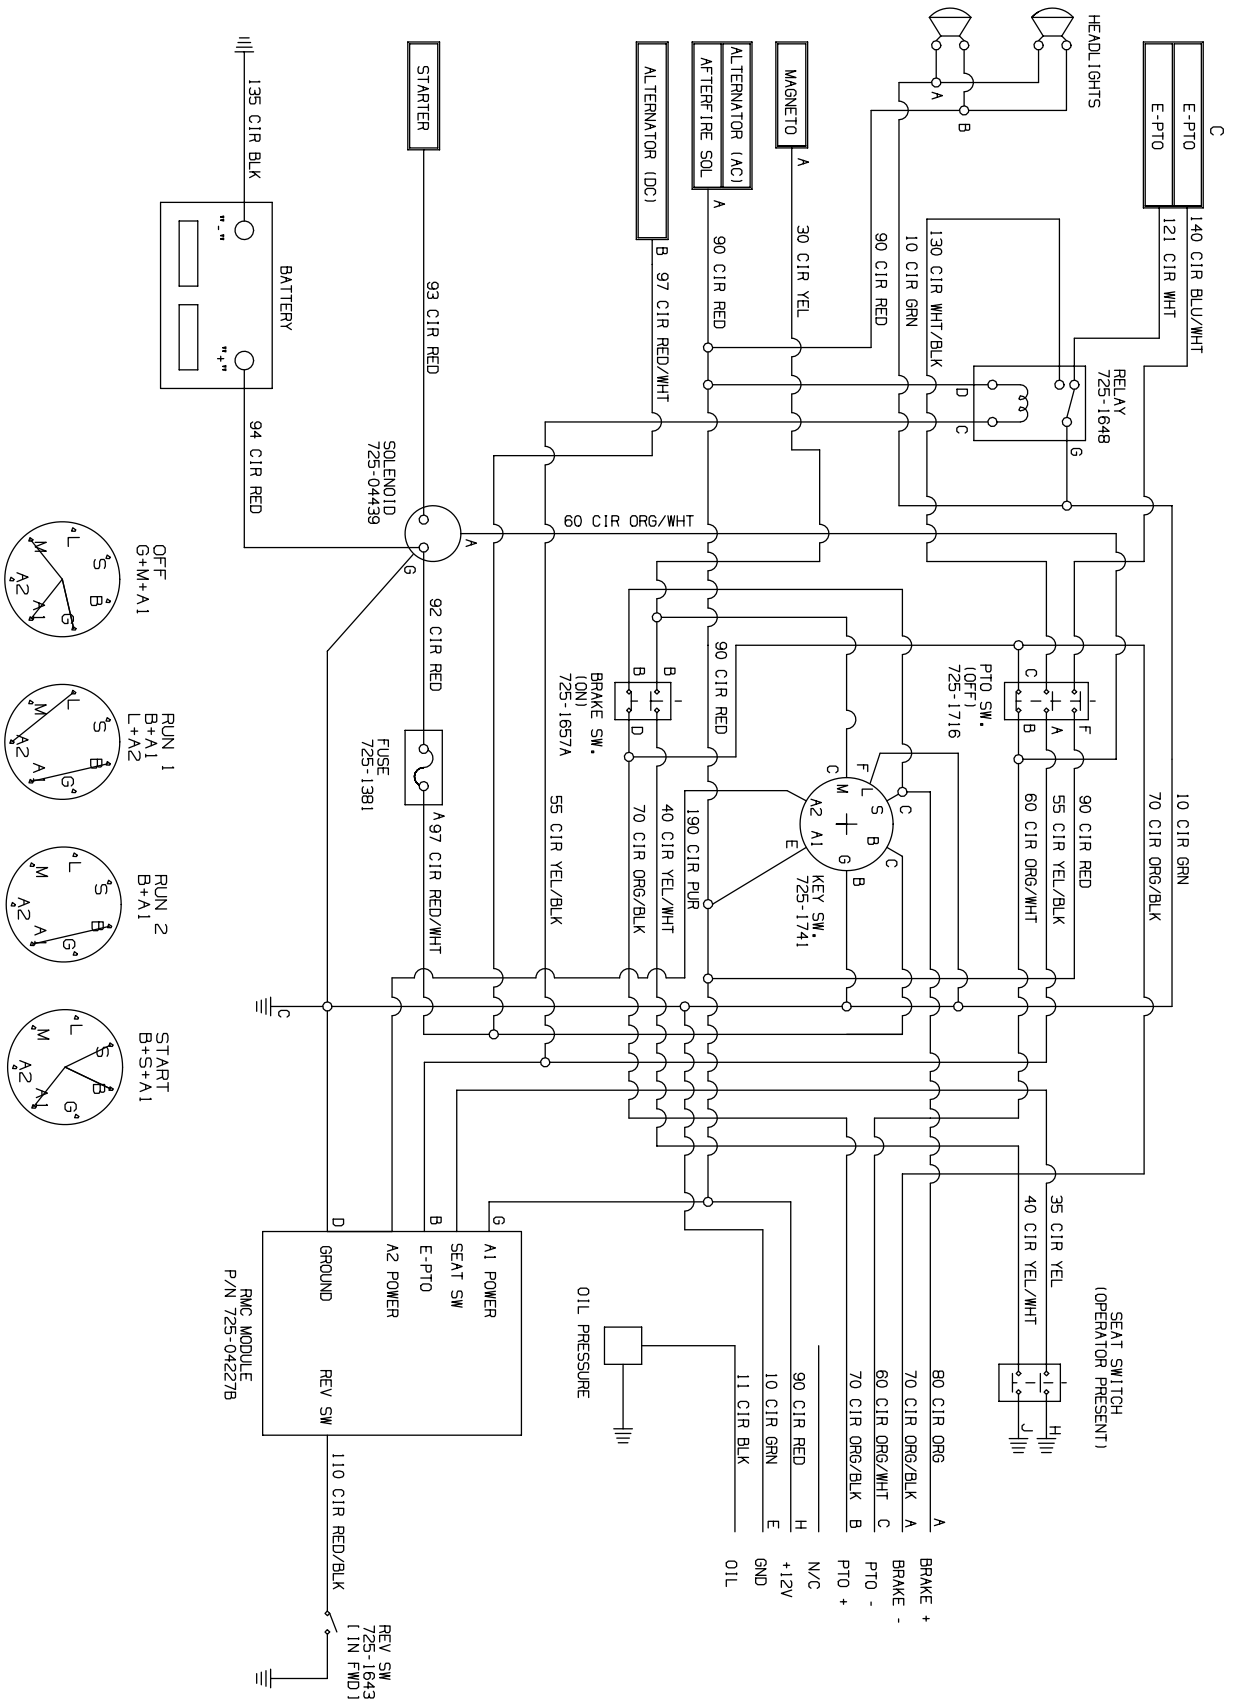 HEADLIGHTS
A
B
C
E-PTO
E-PTO
140 CIR BLU/WHT
121 CIR WHT
MAGNETO
A
30 CIR YEL
ALTERNATOR (AC)
AFTERFIRE SOL
A
90 CIR RED
ALTERNATOR (DC)
B
97 CIR RED/WHT
STARTER
93 CIR RED
135 CIR BLK
BATTERY
"-"
"+"
94 CIR RED
90 CIR RED
10 CIR GRN
130 CIR WHT/BLK
RELAY
725-1648
D
C
G
SOLENOID
725-04439
A
G
60 CIR ORG/WHT
92 CIR RED
FUSE
725-1381
A
97 CIR RED/WHT
BRAKE SW.
(ON)
725-1657A
B
B
D
90 CIR RED
PTO SW.
(OFF)
725-1716
C
B
A
F
KEY SW.
725-1741
C
F
C
C
B
E
M
L
S
B
G
A1
A2
55 CIR YEL/BLK
70 CIR ORG/BLK
40 CIR YEL/WHT
190 CIR PUR
60 CIR ORG/WHT
55 CIR YEL/BLK
90 CIR RED
70 CIR ORG/BLK
10 CIR GRN
C
OFF
G+M+A1
L
S
B
M
A2
A1
G
RUN 1
B+A1
L+A2
L
S
B
M
A2
A1
G
RUN 2
B+A1
L
S
B
M
A2
A1
G
START
B+S+A1
L
S
B
M
A2
A1
G
D
B
G
A1 POWER
SEAT SW
E-PTO
A2 POWER
GROUND
REV SW
RMC MODULE
P/N 725-04227B
110 CIR RED/BLK
REV SW
725-1643
[ IN FWD]
OIL PRESSURE
35 CIR YEL
40 CIR YEL/WHT
SEAT SWITCH
(OPERATOR PRESENT)
H
J
80 CIR ORG A BRAKE +
70 CIR ORG/BLK A BRAKE -
60 CIR ORG/WHT C PTO -
70 CIR ORG/BLK B PTO +
N/C
90 CIR RED H +12V
10 CIR GRN E GND
11 CIR BLK OIL